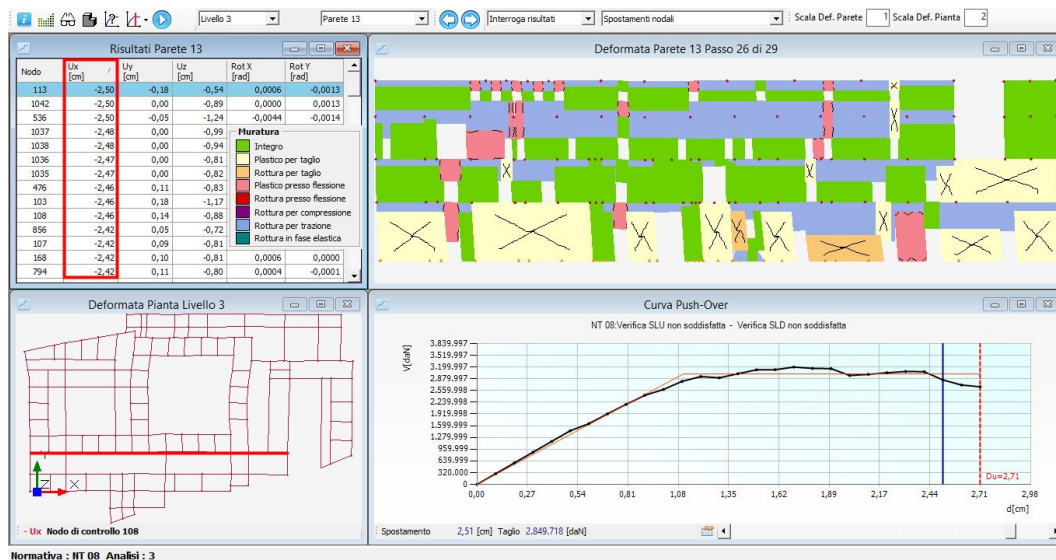 Livello 3 Parete 13 Interroga risultati Spostamenti nodali Scala Def. Parete 1 Scala Def. Pianta 2
Risultati Parete 13
Nodo Ux [cm] / Uy [cm] Uz [cm] Rot X [rad] Rot Y [rad]
113 -2,50 -0,18 -0,54 0,0006 -0,0013
1042 -2,50 0,00 -0,89 0,0000 0,0013
536 -2,50 -0,05 -1,24 -0,0044 -0,0014
1037 -2,48 0,00 -0,99
1038 -2,48 0,00 -0,94
1036 -2,47 0,00 -0,81
1035 -2,47 0,00 -0,82
476 -2,46 0,11 -0,83
103 -2,46 0,18 -1,17
108 -2,46 0,14 -0,88
856 -2,42 0,05 -0,72
107 -2,42 0,09 -0,81
168 -2,42 0,10 -0,81 0,0006 0,0000
794 -2,42 0,11 -0,80 0,0004 -0,0001
Muratura
Integro
Plastico per taglio
Rottura per taglio
Plastico presso flessione
Rottura presso flessione
Rottura per compressione
Rottura per trazione
Rottura in fase elastica
Deformata Parete 13 Passo 26 di 29
Deformata Pianta Livello 3
Y
Z X
- Ux Nodo di controllo 108
Curva Push-Over
NT 08:Verifica SLU non soddisfatta - Verifica SLD non soddisfatta
V[daN]
3.839.997
3.519.997
3.199.997
2.879.997
2.559.998
2.239.998
1.919.998
1.599.999
1.279.999
959.999
639.999
320.000
0
Du=2,71
0,00 0,27 0,54 0,81 1,08 1,35 1,62 1,89 2,17 2,44 2,71 2,98
d[cm]
Spostamento 2,51 [cm] Taglio 2.849.718 [daN]
Normativa : NT 08 Analisi : 3